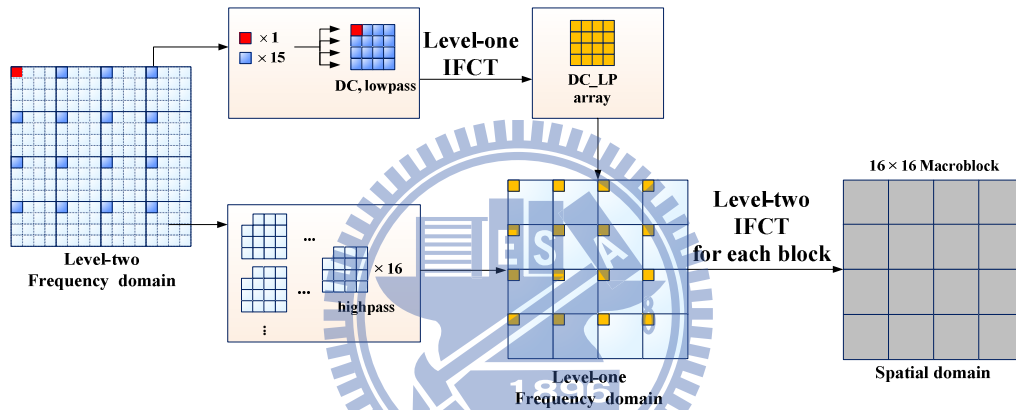 × 1
× 15
DC, lowpass
Level-one
IFCT
DC_LP
array
Level-two
Frequency domain
...
...
⋮
× 16
highpass
E S A
1896
Level-one
Frequency domain
Level-two
IFCT
for each block
16 × 16 Macroblock
Spatial domain